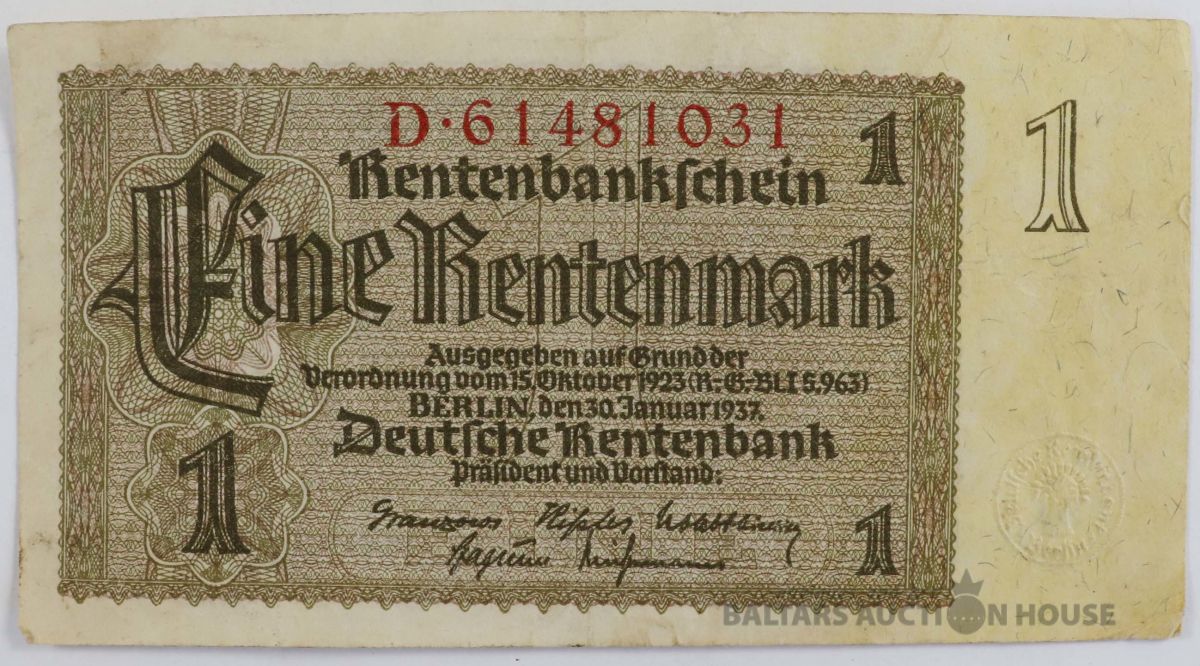 D·61481031
1
1
Rentenbankschein
Eine Rentenmark
Ausgegeben auf Grund der
Verordnung vom 15. Oktober 1923 (R.-G-Bl. I S. 963)
BERLIN, den 30. Januar 1937.
Deutsche Rentenbank
Präsident und Vorstand:
1
1
BALTARS AUCTION HOUSE